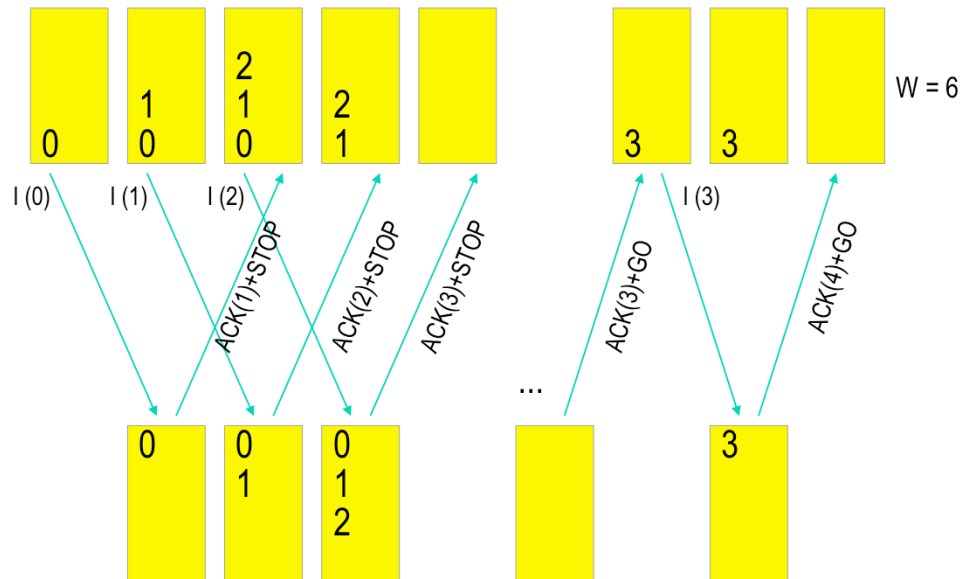 0
1
0
2
1
0
2
1
3
3
W = 6
I (0)
I (1)
I (2)
I (3)
ACK(1)+STOP
ACK(2)+STOP
ACK(3)+STOP
ACK(3)+GO
ACK(4)+GO
...
0
0
1
0
1
2
3